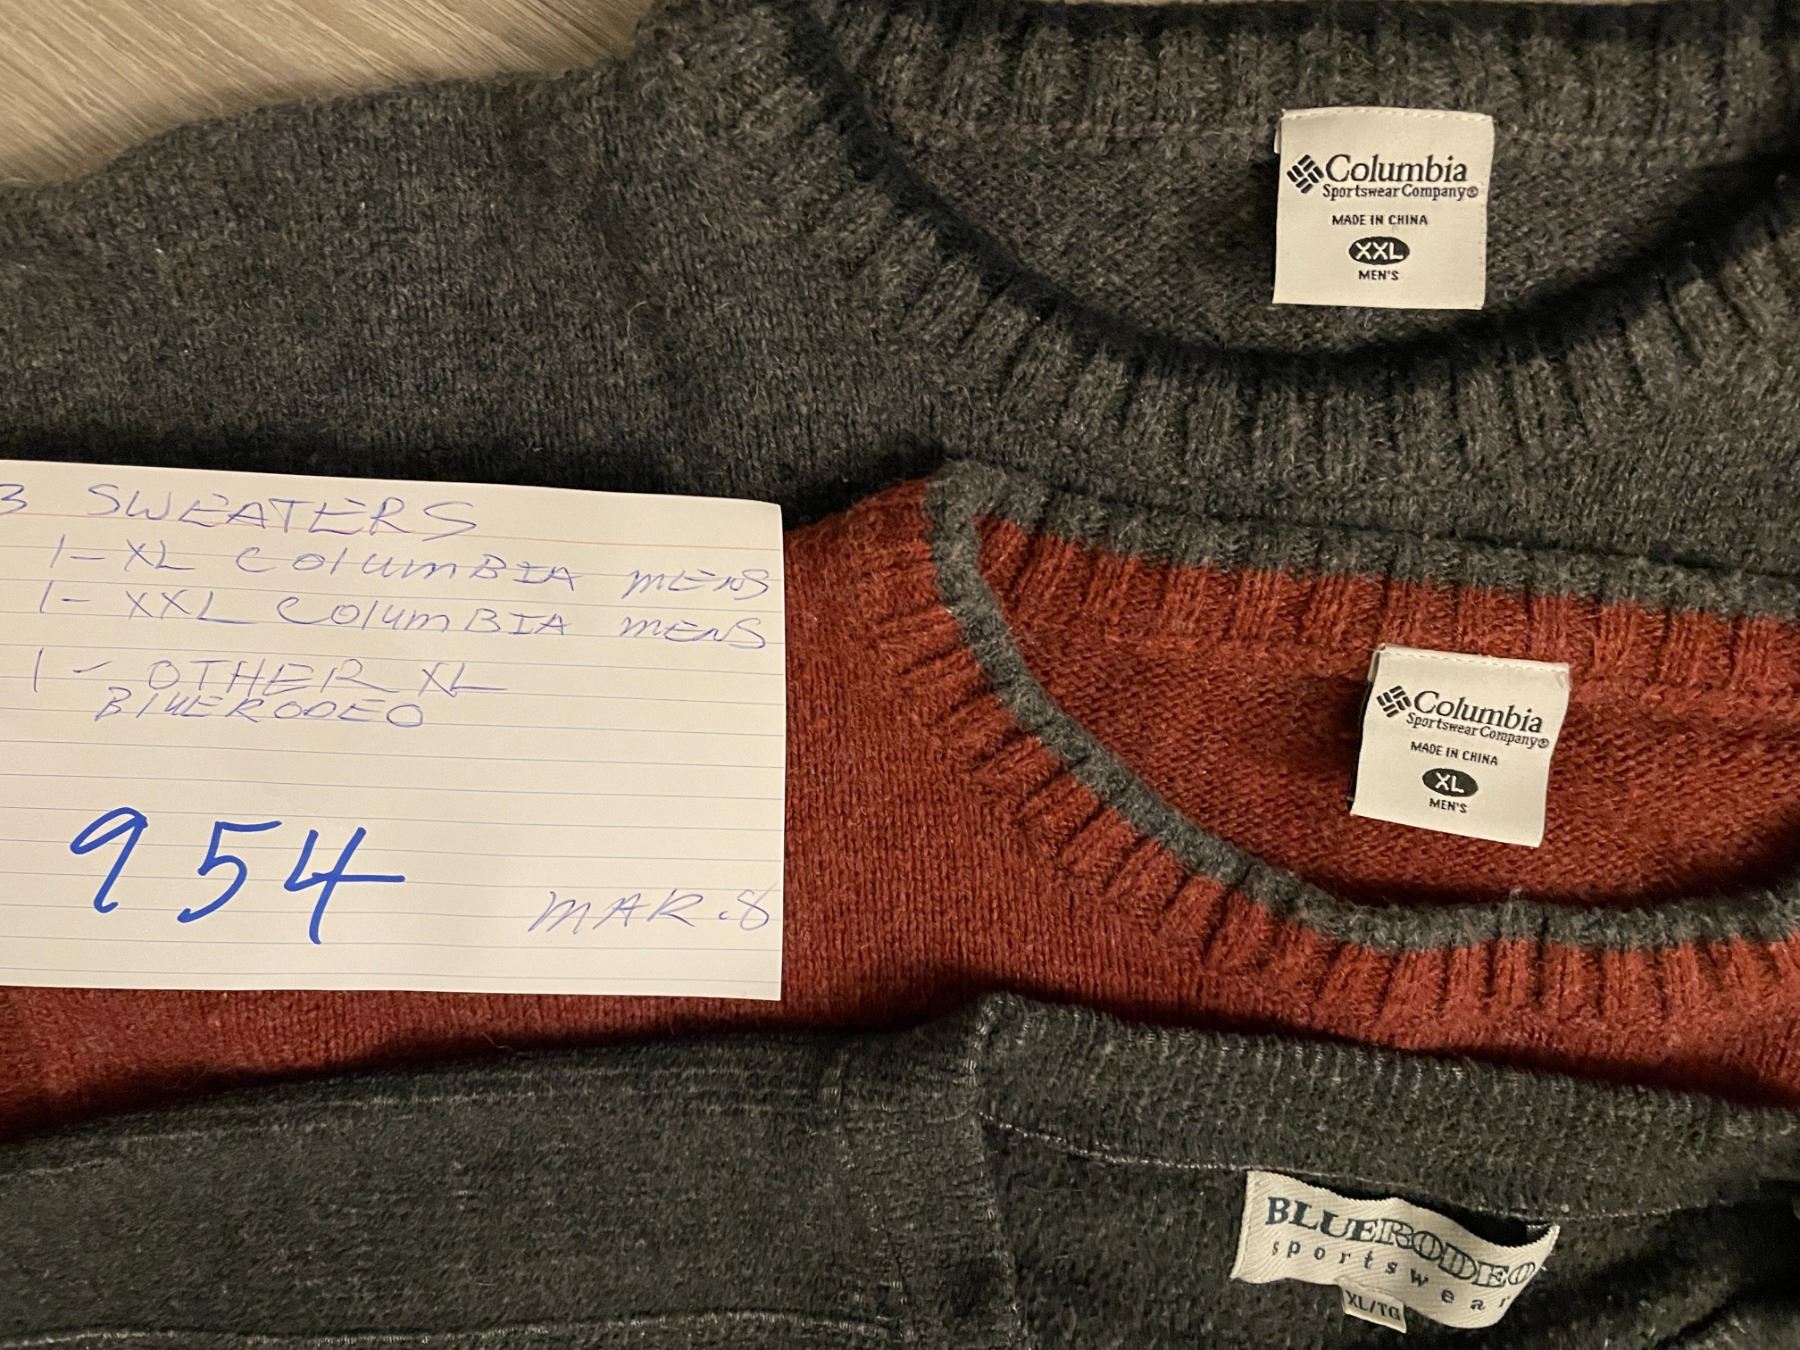 Columbia
Sportswear Company®
MADE IN CHINA
XXL
MEN'S
3 SWEATERS
1-XL COlumBIA mENS
1-XXL COlumBIA mENS
1-OTHER XL
BlUERODEO
954
mAR.8
Columbia
Sportswear Company®
MADE IN CHINA
XL
MEN'S
BLUERODEO
sportswear
XL/TG